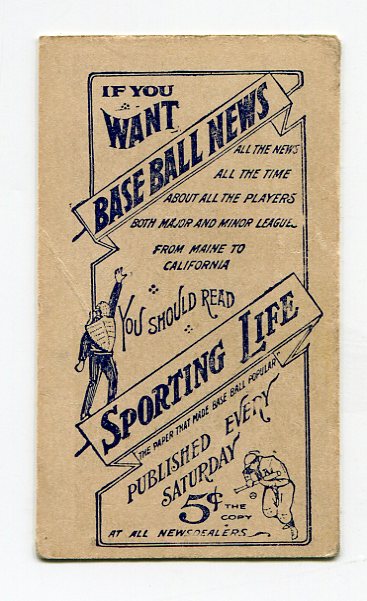 IF YOU
WANT
BASE BALL NEWS
ALL THE NEWS
ALL THE TIME
ABOUT ALL THE PLAYERS
BOTH MAJOR AND MINOR LEAGUE
FROM MAINE TO
CALIFORNIA
YOU SHOULD READ
SPORTING LIFE
THE PAPER THAT MADE BASE BALL POPULAR
PUBLISHED EVERY
SATURDAY
5¢ THE
COPY
AT ALL NEWSDEALERS